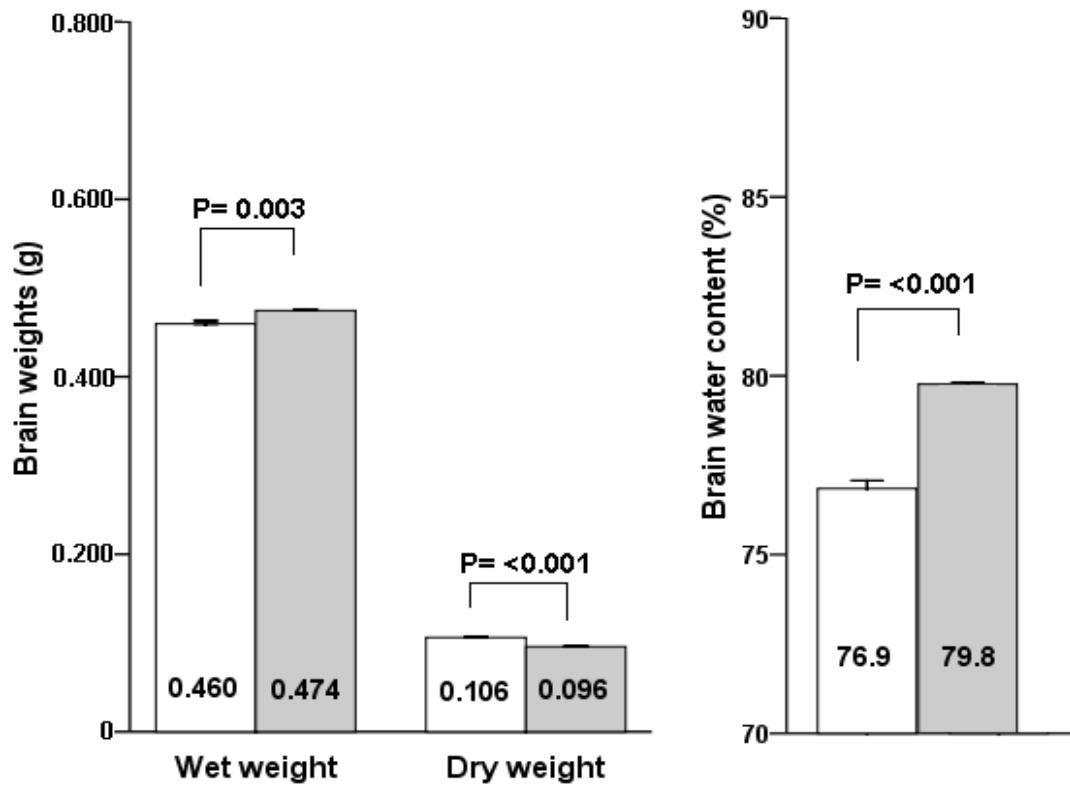 Brain weights (g)
0.800
0.600
0.400
0.200
0
P= 0.003
P= <0.001
0.460
0.474
0.106
0.096
Wet weight
Dry weight
Brain water content (%)
90
85
80
75
70
P= <0.001
76.9
79.8